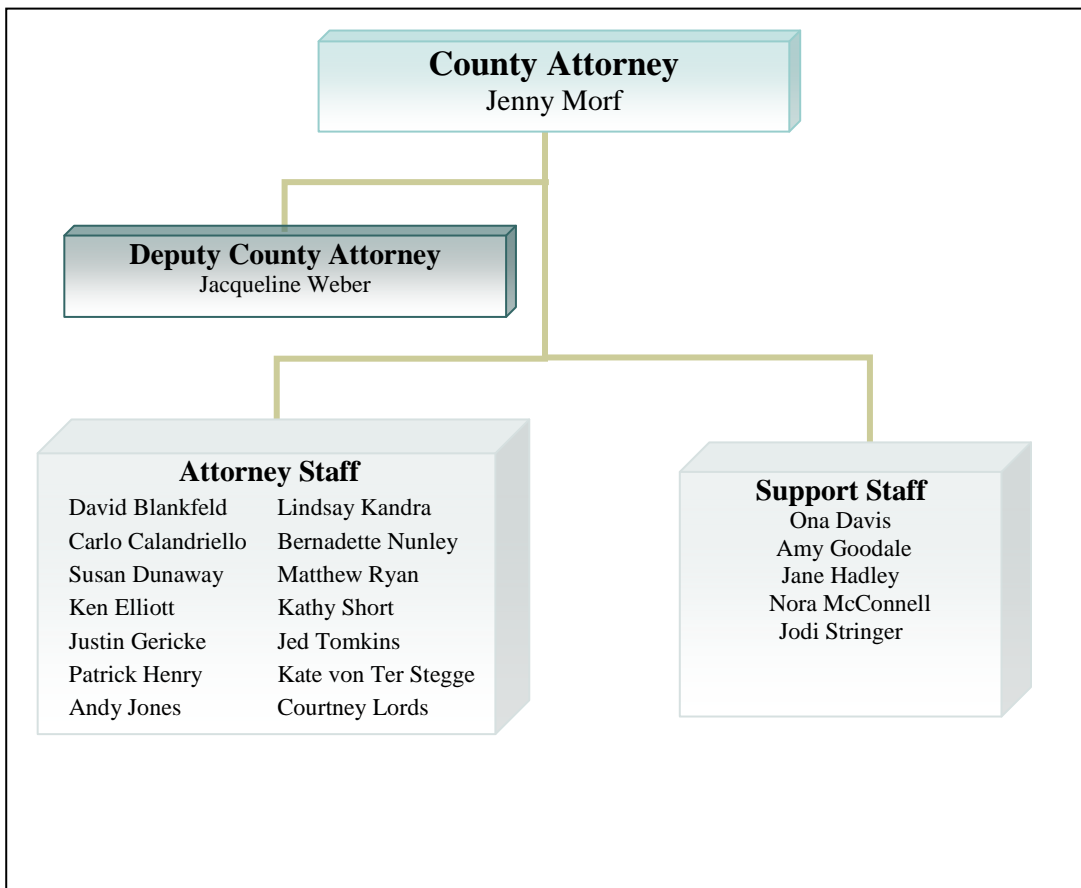 County Attorney
Jenny Morf
Deputy County Attorney
Jacqueline Weber
Attorney Staff
David Blankfeld
Carlo Calandriello
Susan Dunaway
Ken Elliott
Justin Gericke
Patrick Henry
Andy Jones
Lindsay Kandra
Bernadette Nunley
Matthew Ryan
Kathy Short
Jed Tomkins
Kate von Ter Stegge
Courtney Lords
Support Staff
Ona Davis
Amy Goodale
Jane Hadley
Nora McConnell
Jodi Stringer